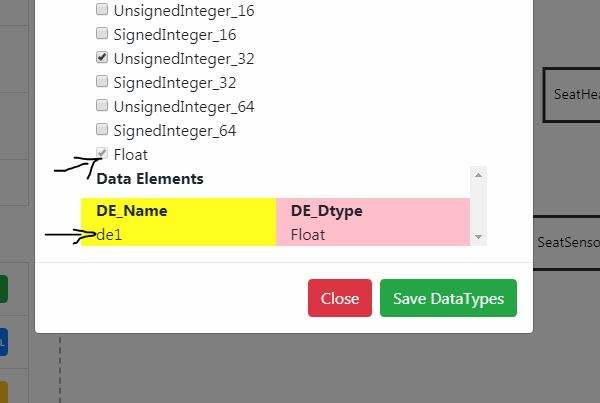 UnsignedInteger_16
SignedInteger_16
UnsignedInteger_32
SignedInteger_32
UnsignedInteger_64
SignedInteger_64
Float
Data Elements
DE_Name DE_Dtype
de1 Float
Close Save DataTypes
SeatHea
SeatSenso
L